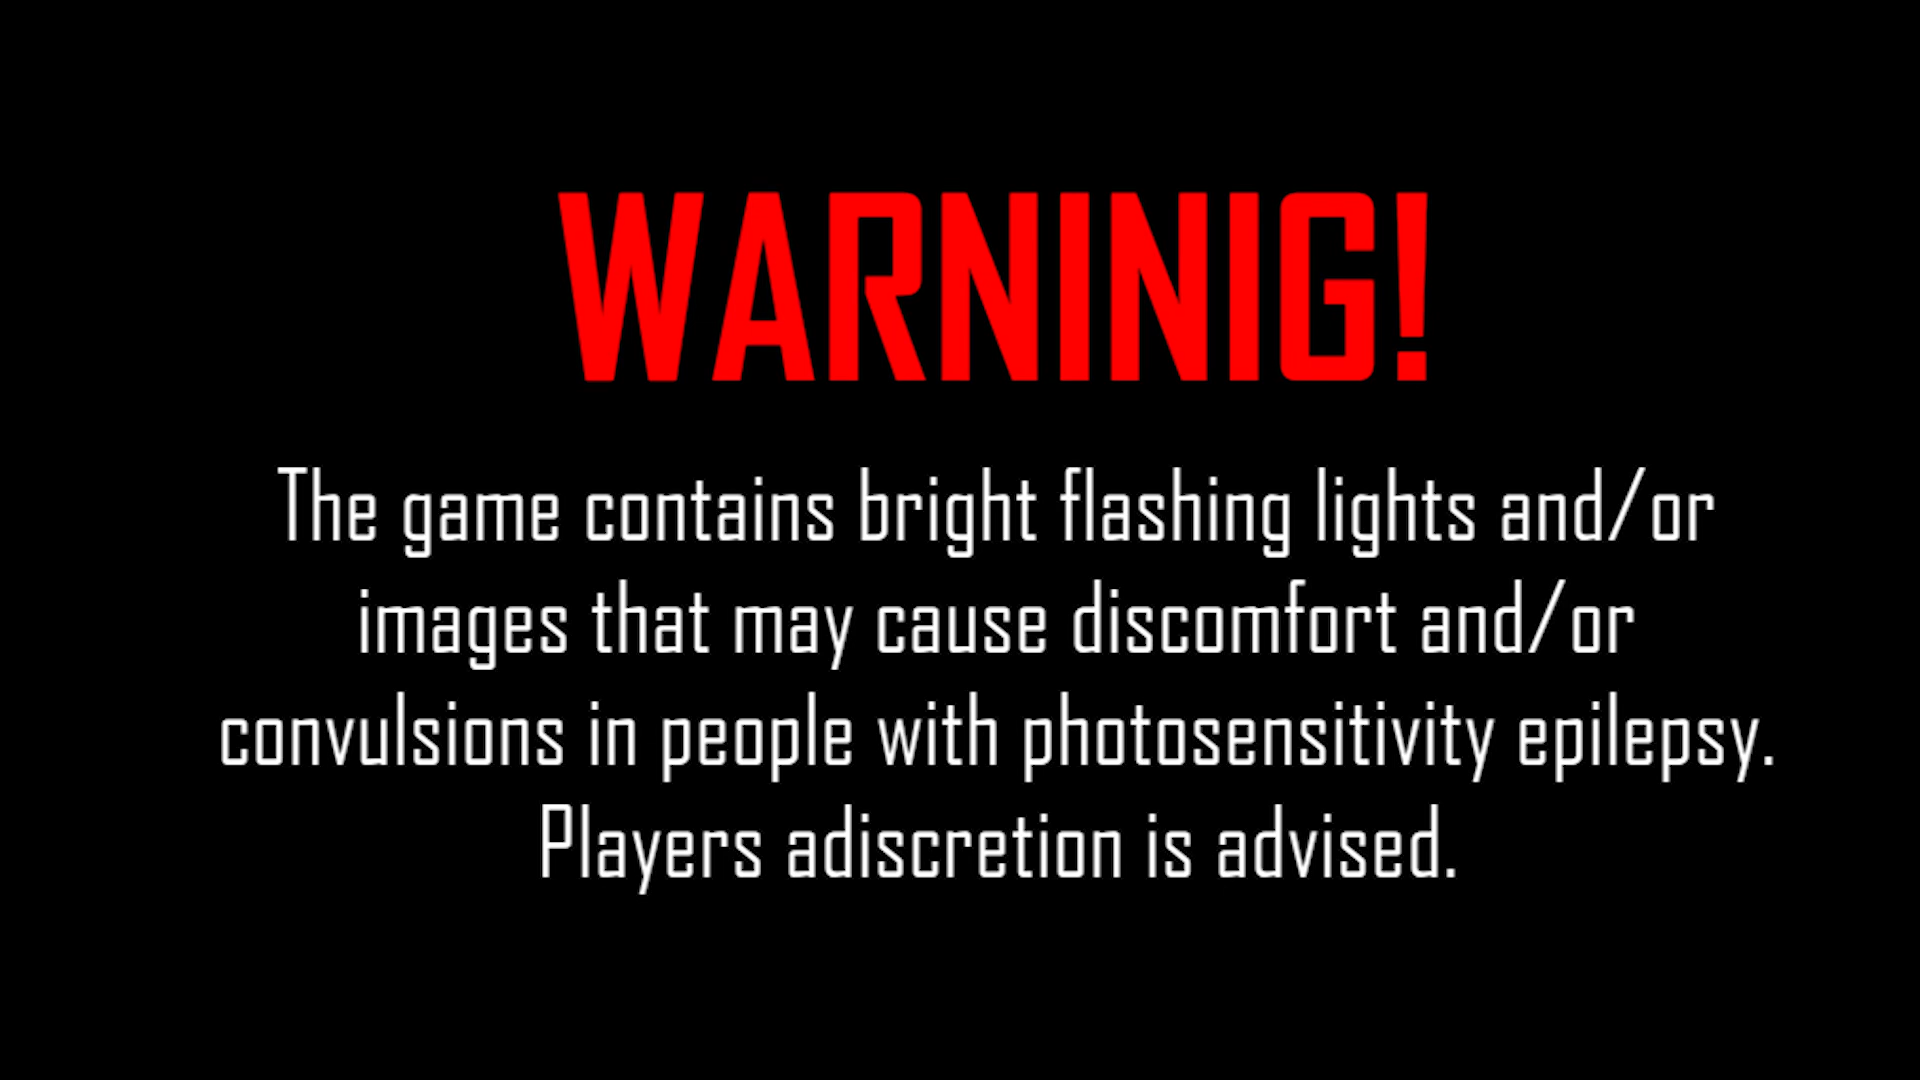 WARNINIG!
The game contains bright flashing lights and/or
images that may cause discomfort and/or
convulsions in people with photosensitivity epilepsy.
Players adiscretion is advised.